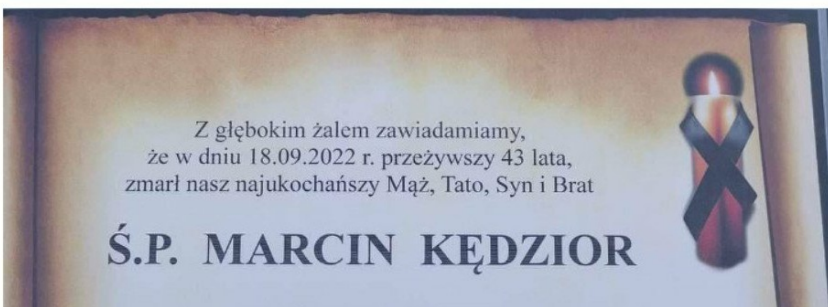 Z głębokim żalem zawiadamiamy,
że w dniu 18.09.2022 r. przeżywszy 43 lata,
zmarł nasz najukochańszy Mąż, Tato, Syn i Brat
Ś.P. MARCIN KĘDZIOR